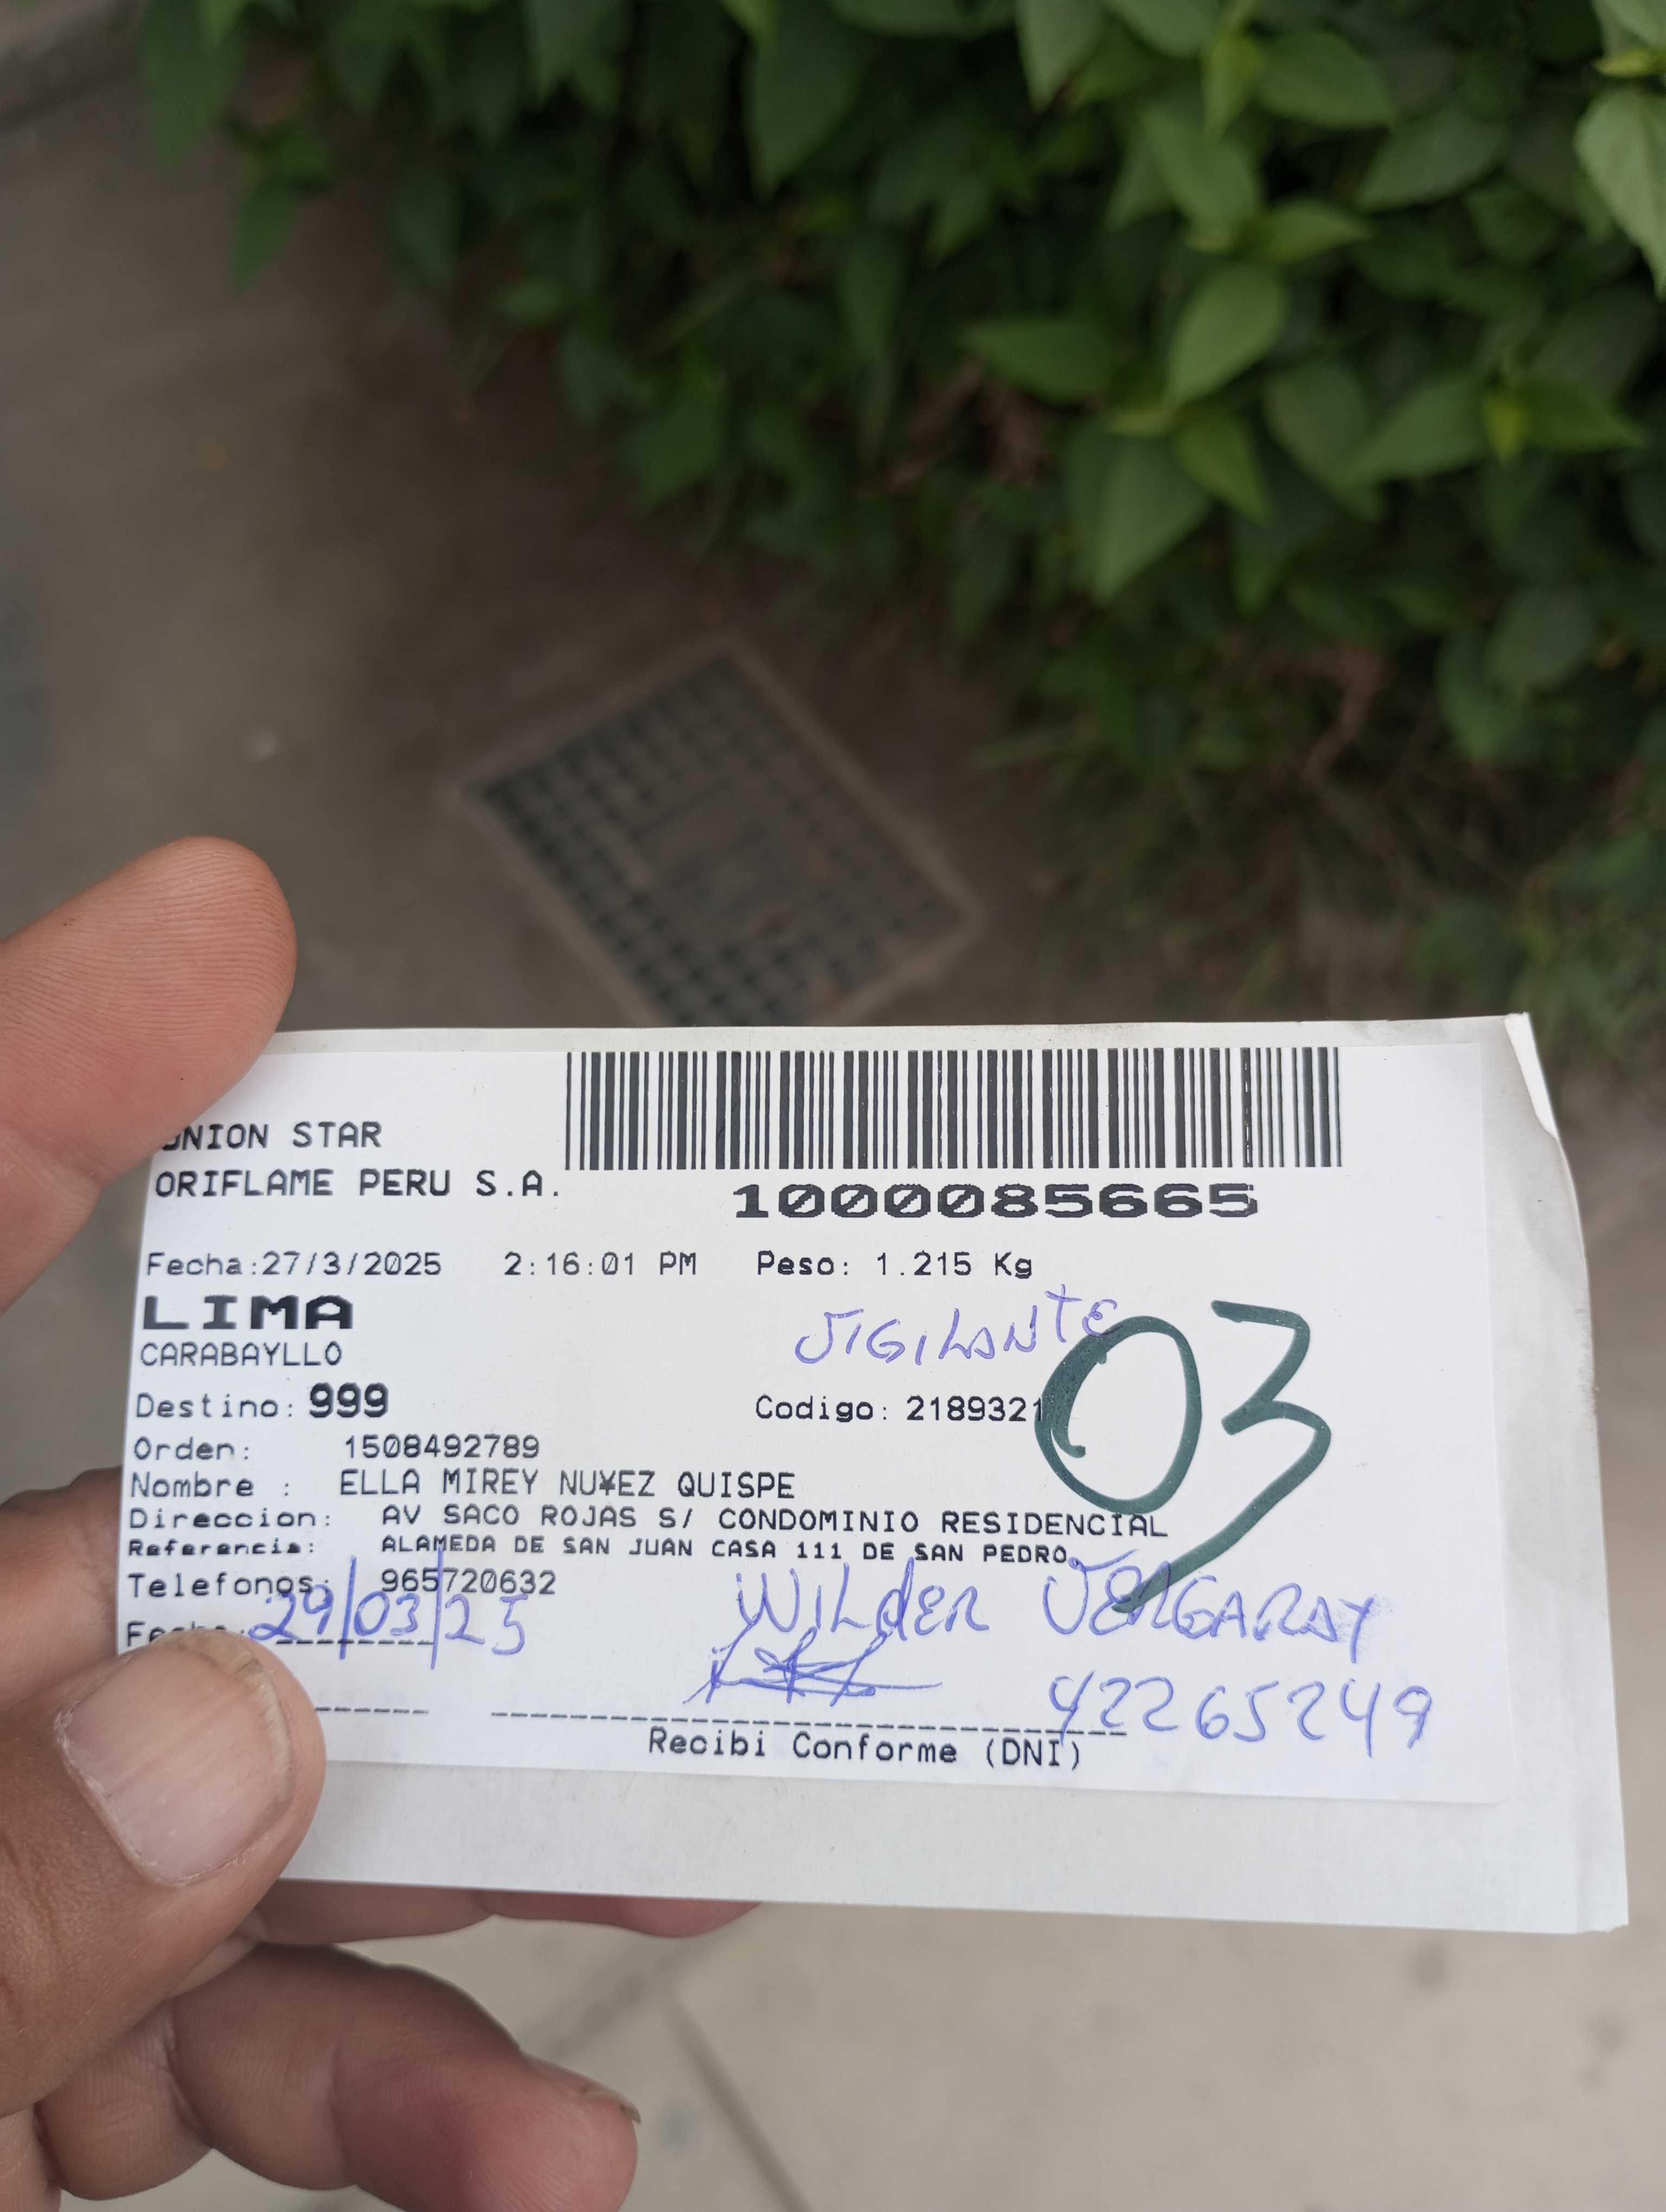 UNION STAR
ORIFLAME PERU S.A.
1000085665
Fecha:27/3/2025 2:16:01 PM Peso: 1.215 Kg
LIMA
VIGILANTE
03
CARABAYLLO
Destino: 999 Codigo: 2189321
Orden: 1508492789
Nombre : ELLA MIREY NU¥EZ QUISPE
Direccion: AV SACO ROJAS S/ CONDOMINIO RESIDENCIAL
Referencia: ALAMEDA DE SAN JUAN CASA 111 DE SAN PEDRO
Telefonos: 965720632
Fecha: 29/03/25 WILdER VERGARAY
42265249
Recibi Conforme (DNI)